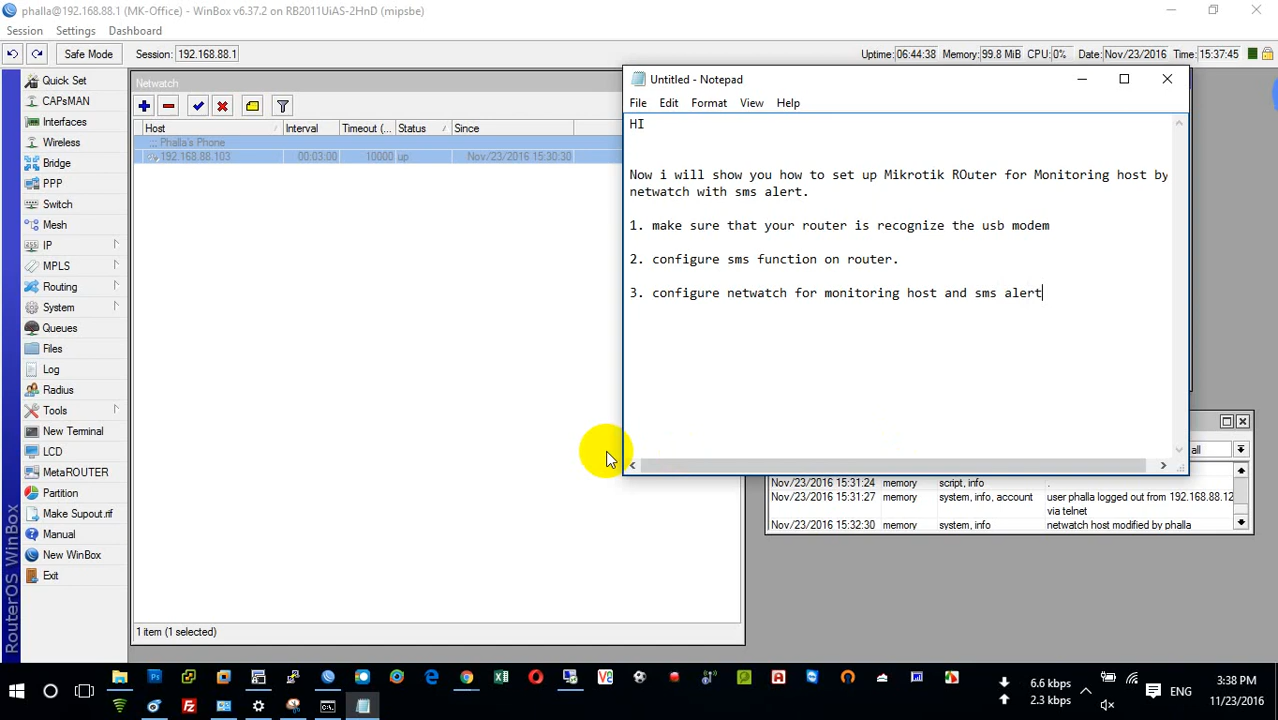 phalla@192.168.88.1 (MK-Office) - WinBox v6.37.2 on RB2011UiAS-2HnD (mipsbe)
Session Settings Dashboard
Safe Mode Session: 192.168.88.1 Uptime: 06:44:38 Memory: 99.8 MiB CPU: 0% Date: Nov/23/2016 Time: 15:37:45
Quick Set
CAPsMAN
Interfaces
Wireless
Bridge
PPP
Switch
Mesh
IP
MPLS
Routing
System
Queues
Files
Log
Radius
Tools
New Terminal
LCD
MetaROUTER
Partition
Make Supout.rif
Manual
New WinBox
Exit
RouterOS WinBox
Netwatch
Host Interval Timeout (... Status Since
;;; Phalla's Phone
192.168.88.103 00:03:00 10000 up Nov/23/2016 15:30:30
1 item (1 selected)
Untitled - Notepad
File Edit Format View Help
HI
Now i will show you how to set up Mikrotik ROuter for Monitoring host by
netwatch with sms alert.
1. make sure that your router is recognize the usb modem
2. configure sms function on router.
3. configure netwatch for monitoring host and sms alert
all
Nov/23/2016 15:31:24 memory script, info .
Nov/23/2016 15:31:27 memory system, info, account user phalla logged out from 192.168.88.12
via telnet
Nov/23/2016 15:32:30 memory system, info netwatch host modified by phalla
6.6 kbps
2.3 kbps
ENG
3:38 PM
11/23/2016